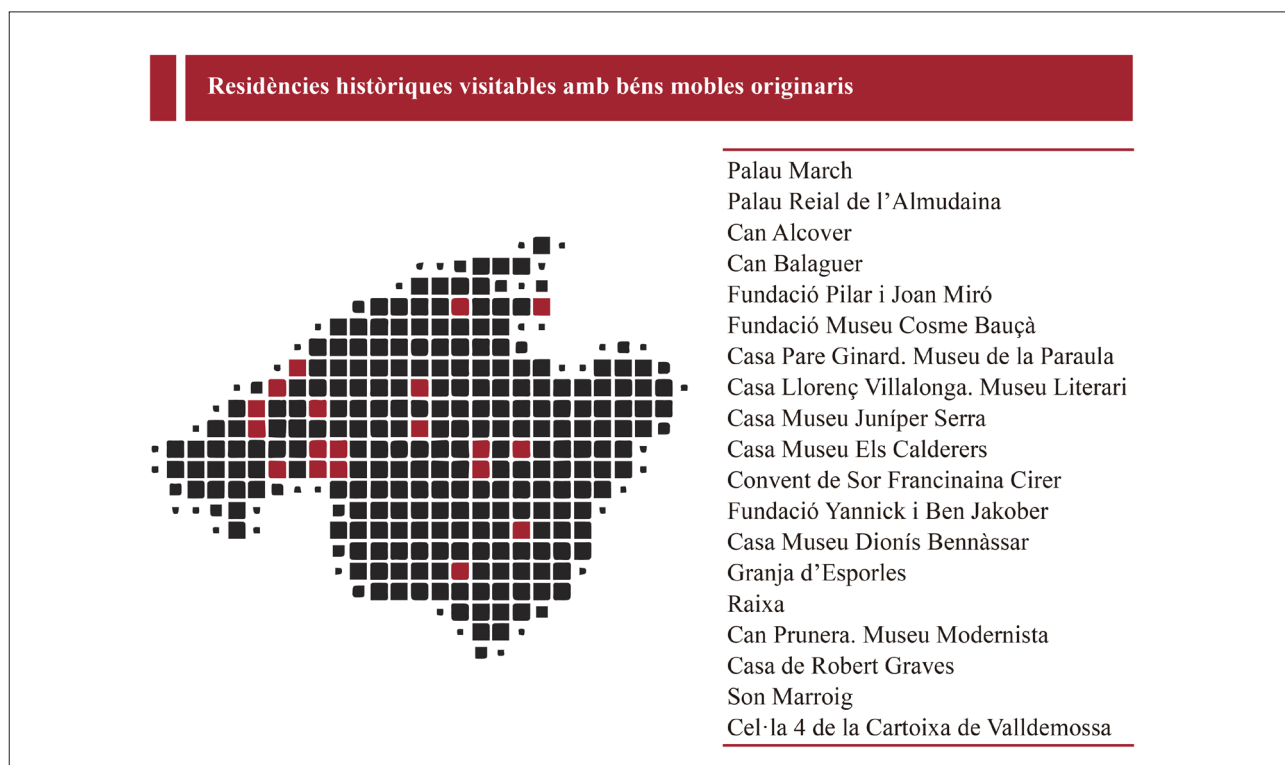 Residències històriques visitables amb béns mobles originaris
Palau March
Palau Reial de l’Almudaina
Can Alcover
Can Balaguer
Fundació Pilar i Joan Miró
Fundació Museu Cosme Bauçà
Casa Pare Ginard. Museu de la Paraula
Casa Llorenç Villalonga. Museu Literari
Casa Museu Juníper Serra
Casa Museu Els Calderers
Convent de Sor Francinaina Cirer
Fundació Yannick i Ben Jakober
Casa Museu Dionís Bennàssar
Granja d’Esporles
Raixa
Can Prunera. Museu Modernista
Casa de Robert Graves
Son Marroig
Cel·la 4 de la Cartoixa de Valldemossa